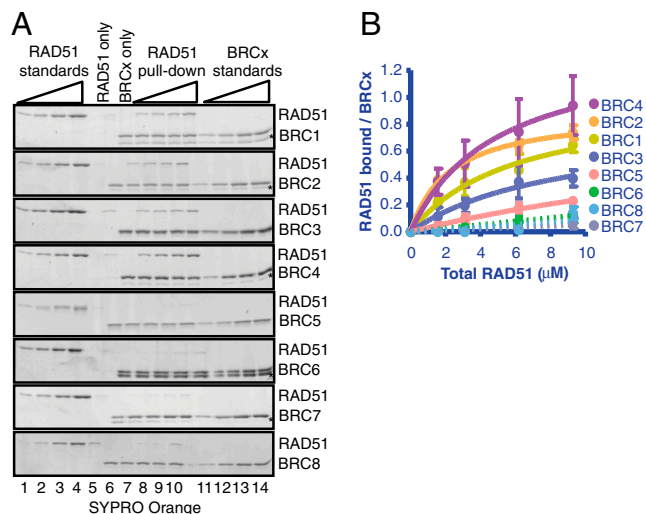 A
RAD51
standards
RAD51 only
BRCx only
RAD51
pull-down
BRCx
standards
RAD51
BRC1
*
RAD51
BRC2
*
RAD51
BRC3
*
RAD51
BRC4
*
RAD51
BRC5
RAD51
BRC6
*
RAD51
BRC7
*
RAD51
BRC8
1 2 3 4 5 6 7 8 9 10 11 12 13 14
SYPRO Orange
B
RAD51 bound / BRCx
1.2
1.0
0.8
0.6
0.4
0.2
0.0
0 2 4 6 8 10
Total RAD51 (μM)
BRC4
BRC2
BRC1
BRC3
BRC5
BRC6
BRC8
BRC7